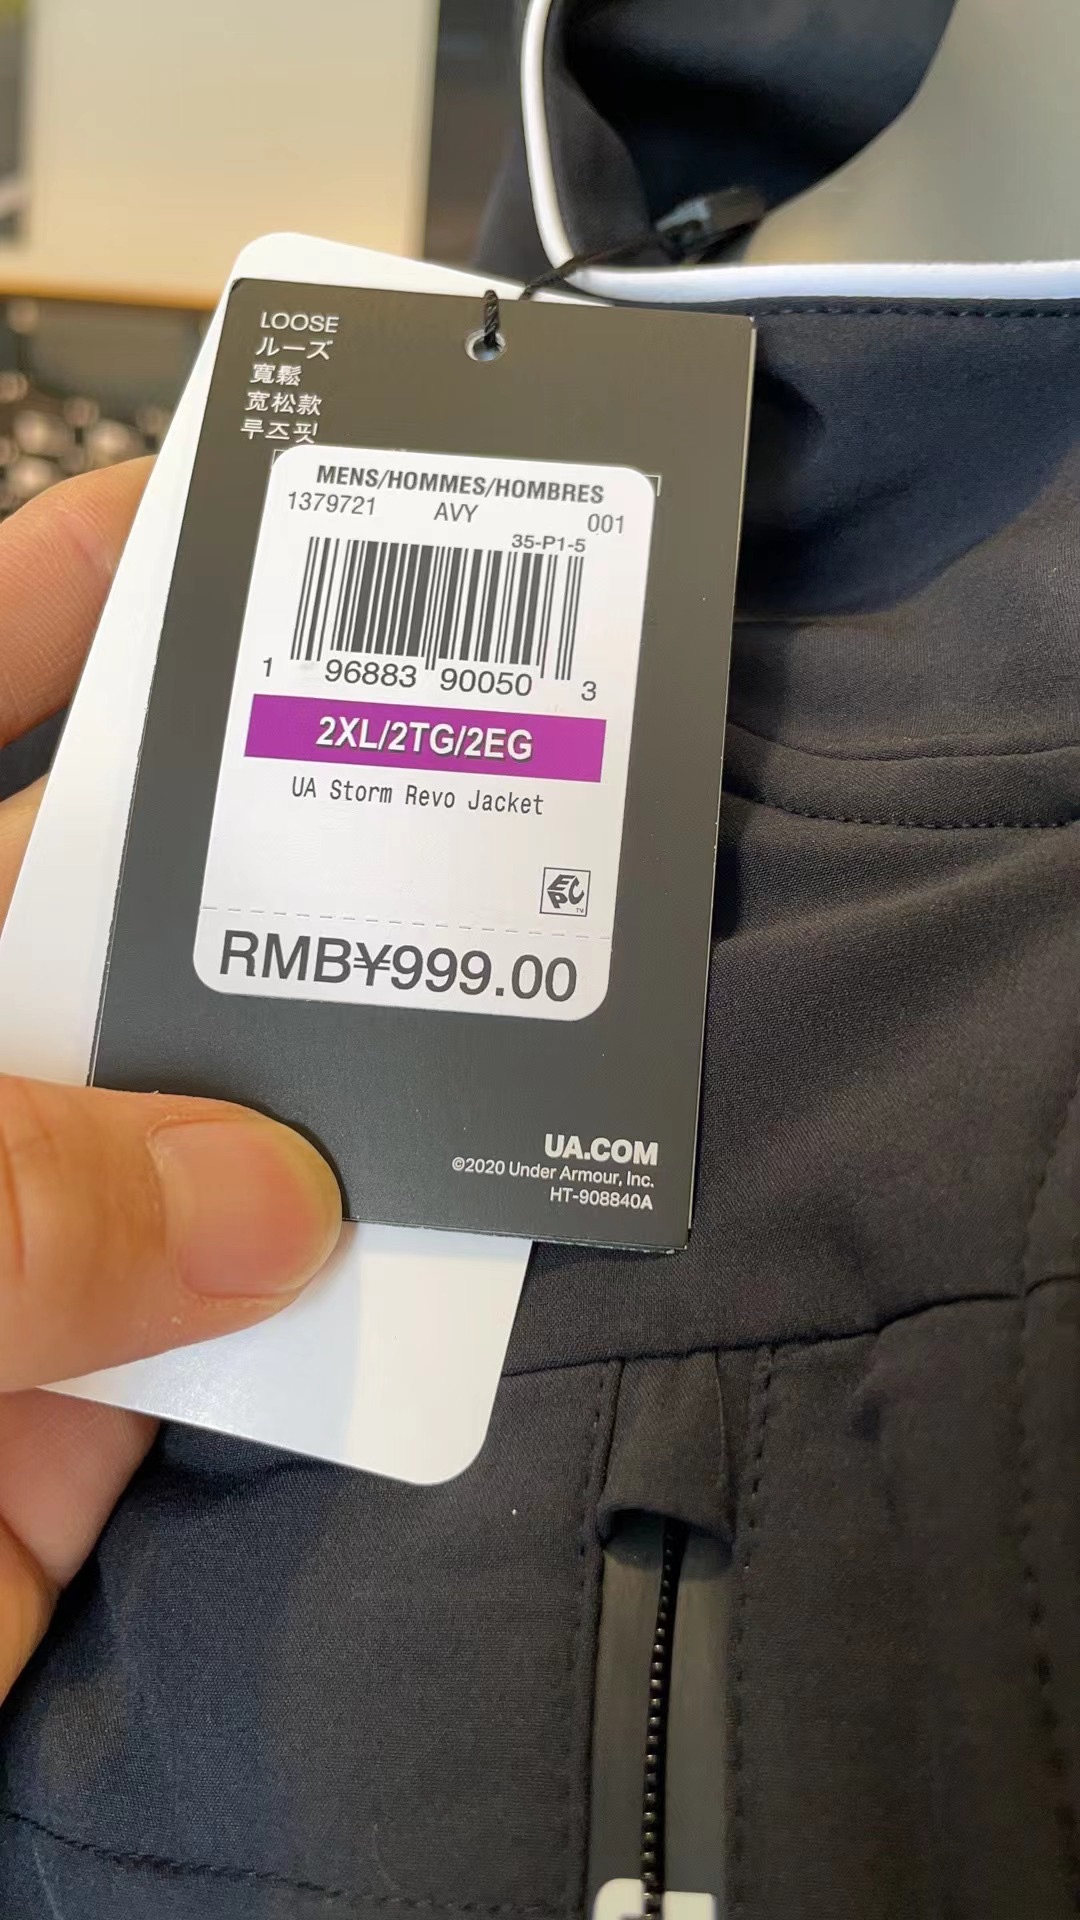 LOOSE
ルーズ
寬鬆
宽松款
루즈핏
MENS/HOMMES/HOMBRES
1379721 AVY 001
35-P1-5
1 96883 90050 3
2XL/2TG/2EG
UA Storm Revo Jacket
EPC
TM
RMB¥999.00
UA.COM
©2020 Under Armour, Inc.
HT-908840A